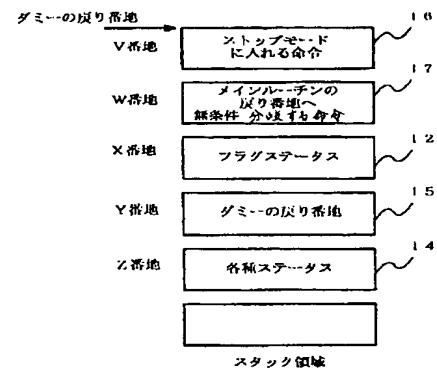 ダミーの戻り番地
16
V番地
ストップモード
に入れる命令
17
W番地
メインルーチンの
戻り番地へ
無条件 分岐する命令
12
X番地
フラグステータス
15
Y番地
ダミーの戻り番地
14
Z番地
各種ステータス
スタック領域